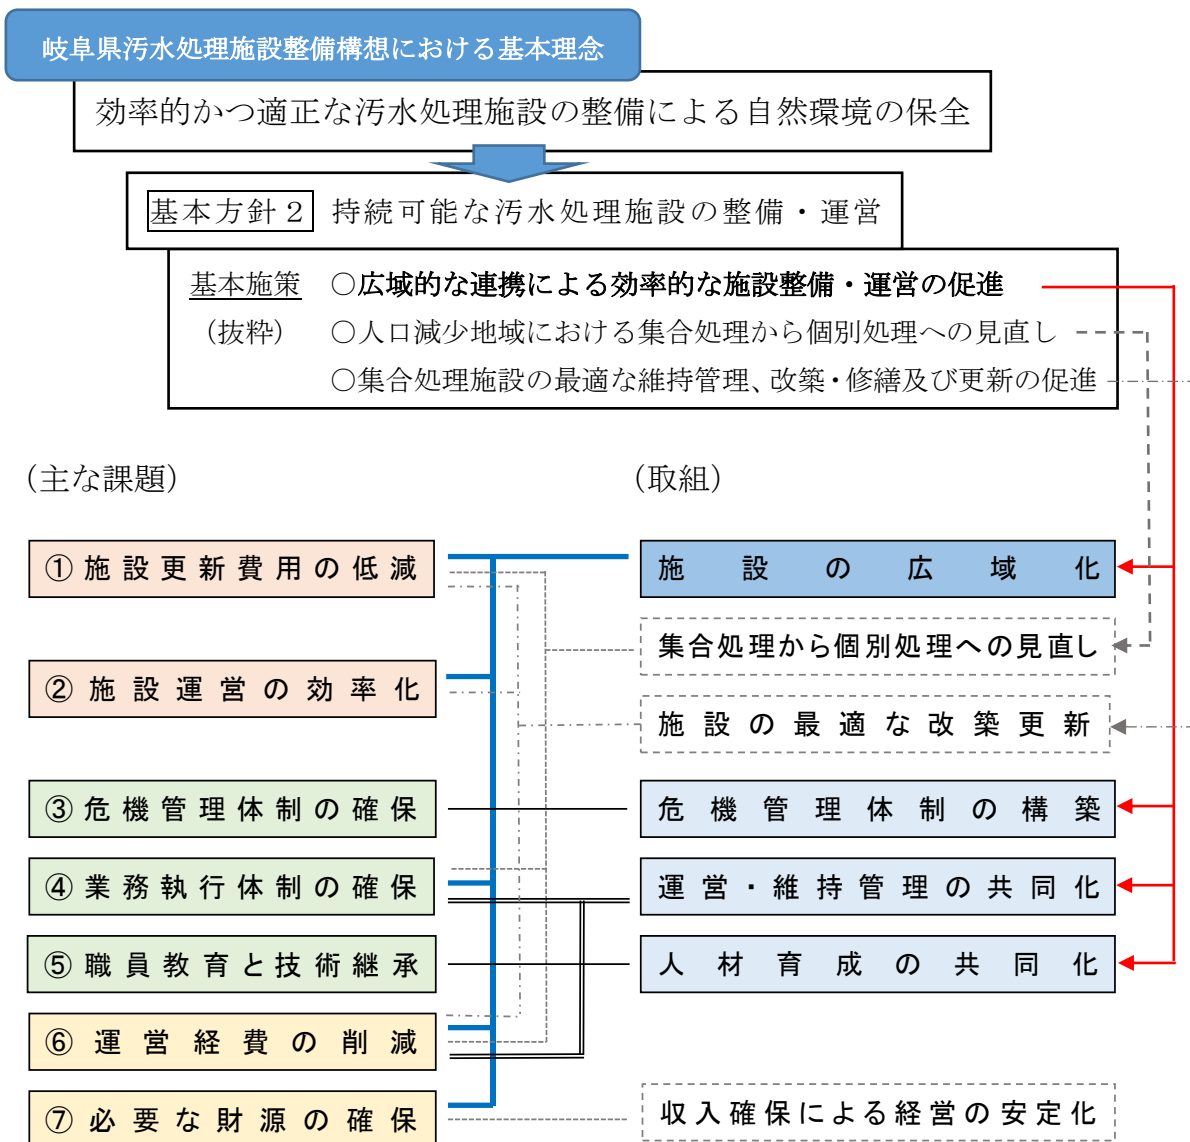 岐阜県汚水処理施設整備構想における基本理念
効率的かつ適正な汚水処理施設の整備による自然環境の保全
基本方針２ 持続可能な汚水処理施設の整備・運営
基本施策 ○広域的な連携による効率的な施設整備・運営の促進
（抜粋） ○人口減少地域における集合処理から個別処理への見直し
○集合処理施設の最適な維持管理、改築・修繕及び更新の促進
（主な課題）
（取組）
①施設更新費用の低減
②施設運営の効率化
③危機管理体制の確保
④業務執行体制の確保
⑤職員教育と技術継承
⑥運営経費の削減
⑦必要な財源の確保
施設の広域化
集合処理から個別処理への見直し
施設の最適な改築更新
危機管理体制の構築
運営・維持管理の共同化
人材育成の共同化
収入確保による経営の安定化